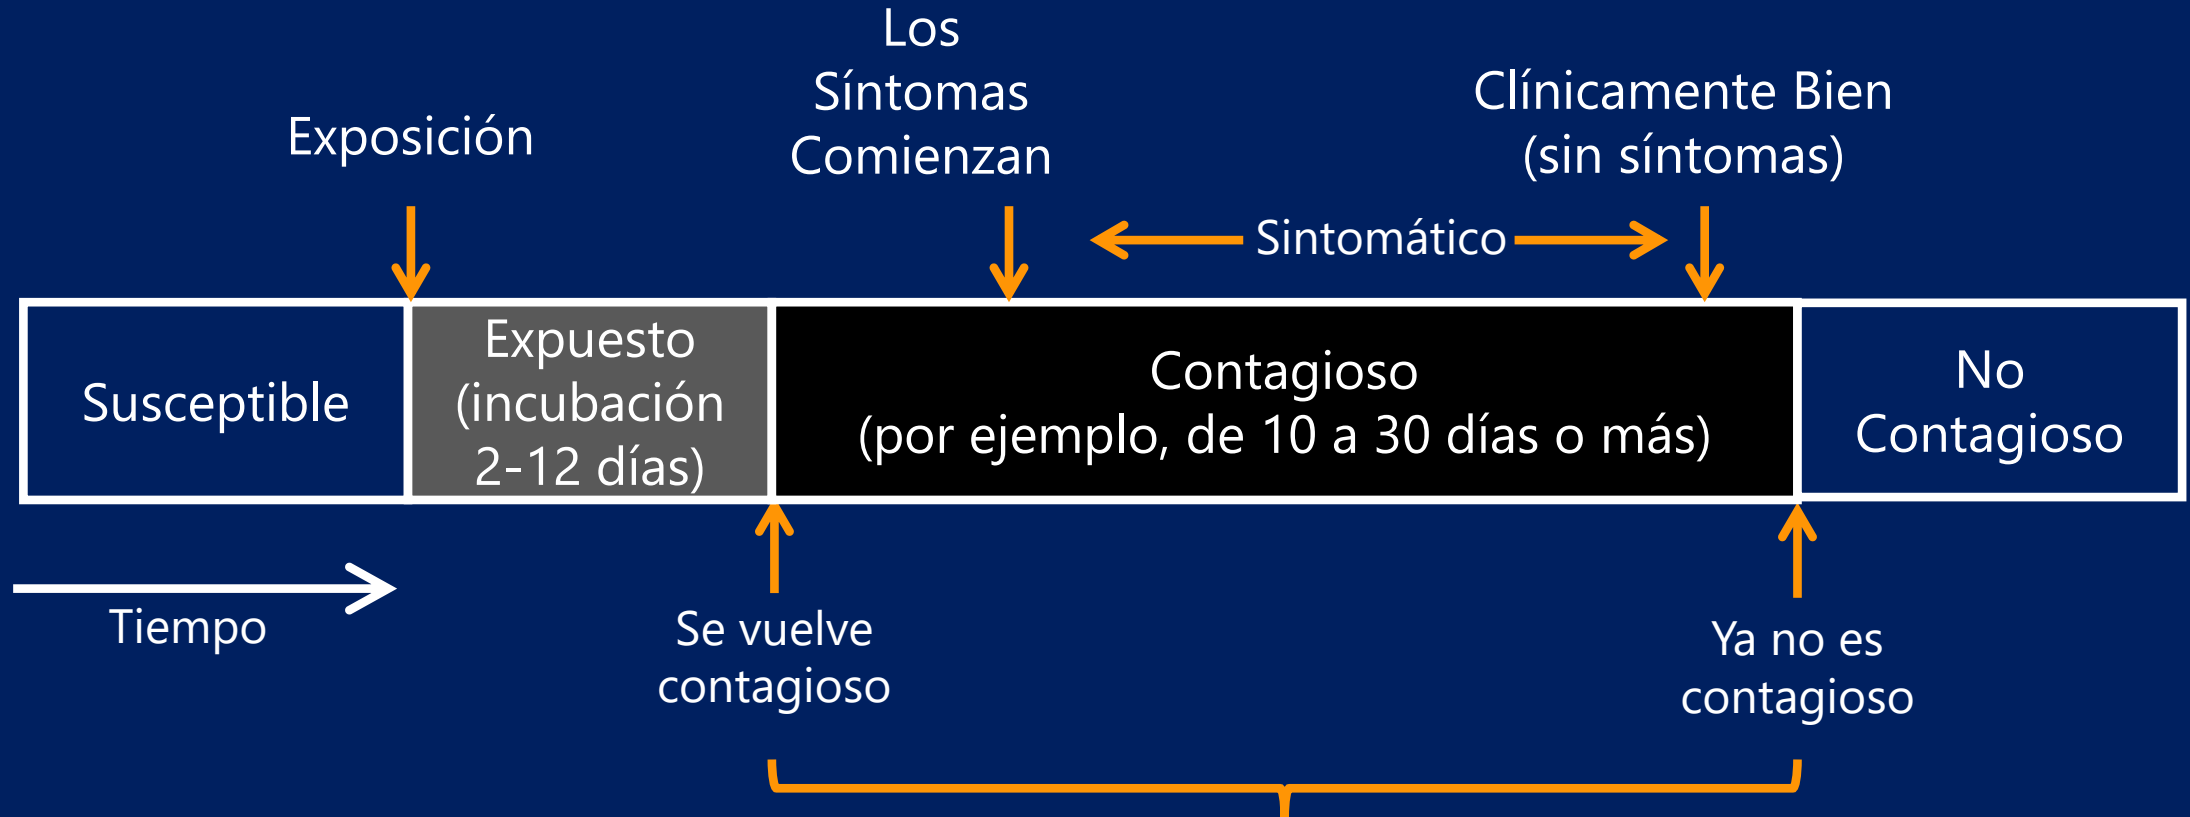 Los
Síntomas
Comienzan
Clínicamente Bien
(sin síntomas)
Exposición
Sintomático
Susceptible
Expuesto
(incubación
2-12 días)
Contagioso
(por ejemplo, de 10 a 30 días o más)
No
Contagioso
Tiempo
Se vuelve
contagioso
Ya no es
contagioso